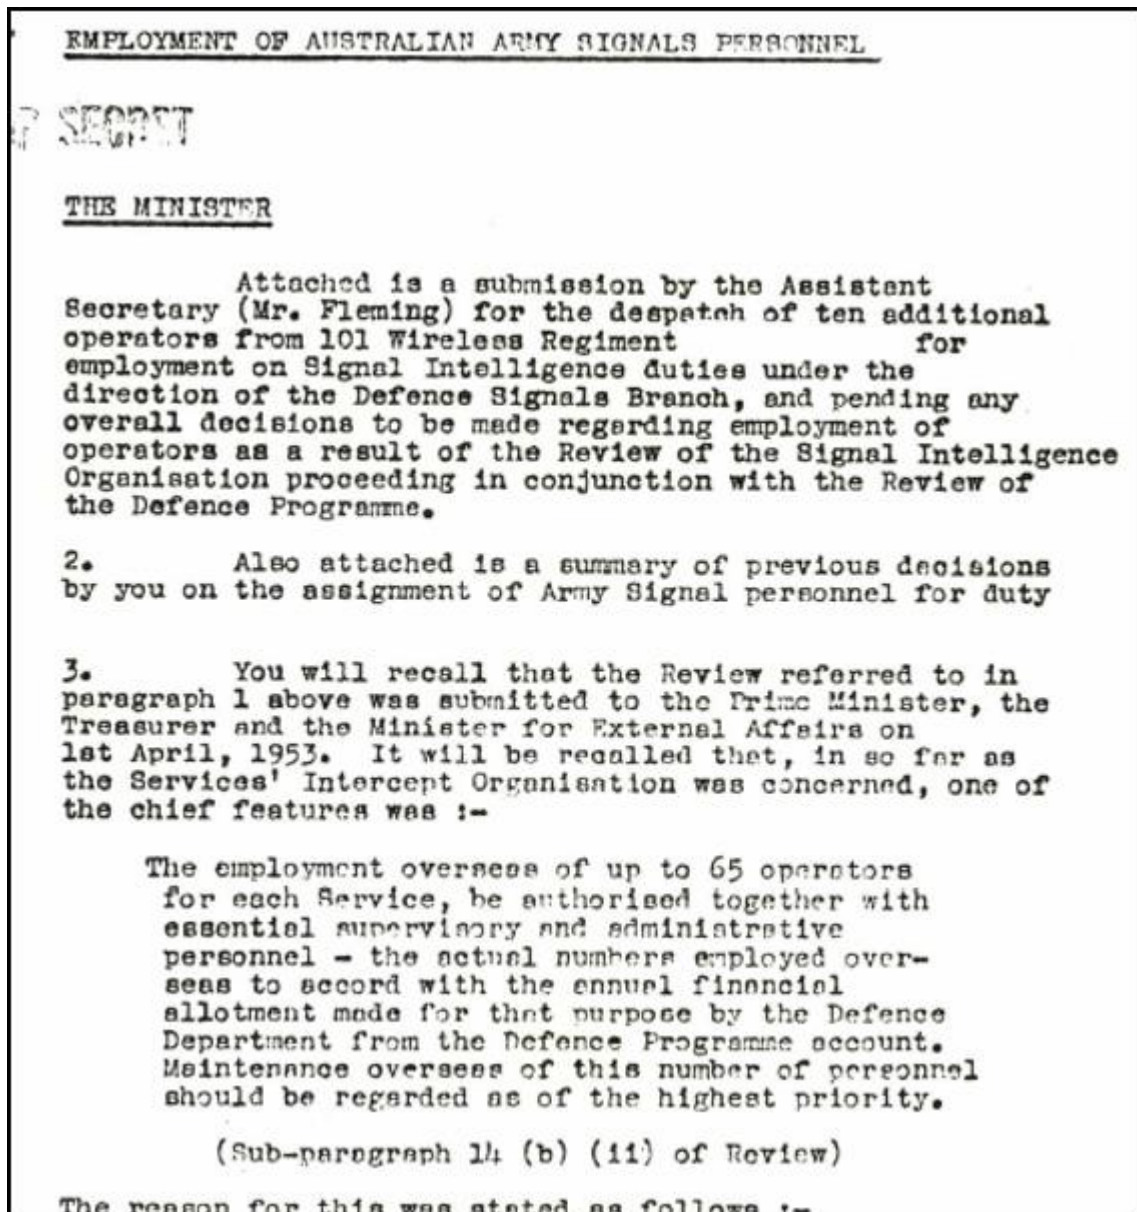 EMPLOYMENT OF AUSTRALIAN ARMY SIGNALS PERSONNEL
SECRET
THE MINISTER
Attached is a submission by the Assistant
Secretary (Mr. Fleming) for the despatch of ten additional
operators from 101 Wireless Regiment for
employment on Signal Intelligence duties under the
direction of the Defence Signals Branch, and pending any
overall decisions to be made regarding employment of
operators as a result of the Review of the Signal Intelligence
Organisation proceeding in conjunction with the Review of
the Defence Programme.
2. Also attached is a summary of previous decisions
by you on the assignment of Army Signal personnel for duty
3. You will recall that the Review referred to in
paragraph 1 above was submitted to the Prime Minister, the
Treasurer and the Minister for External Affairs on
1st April, 1953. It will be recalled that, in so far as
the Services' Intercept Organisation was concerned, one of
the chief features was :-
The employment overseas of up to 65 operators
for each Service, be authorised together with
essential supervisory and administrative
personnel - the actual numbers employed over-
seas to accord with the annual financial
allotment made for that purpose by the Defence
Department from the Defence Programme account.
Maintenance overseas of this number of personnel
should be regarded as of the highest priority.
(Sub-paragraph 14 (b) (ii) of Review)
The reason for this was stated as follows :-